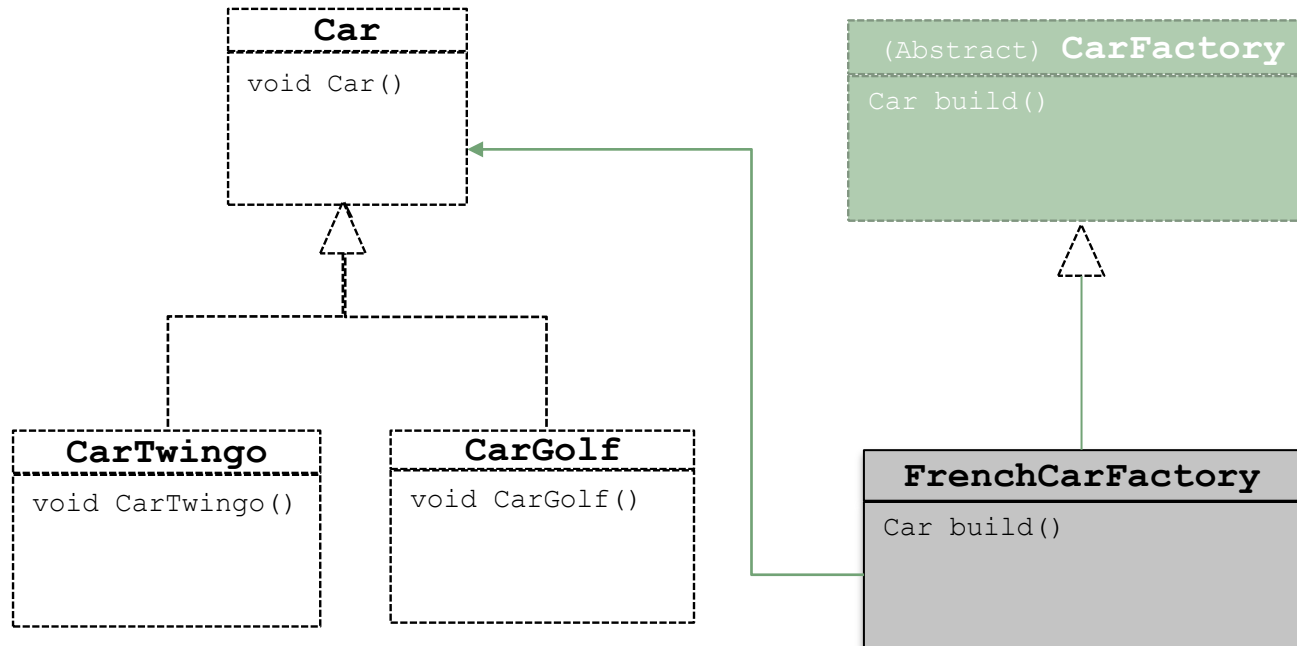 Car
void Car()
(Abstract) CarFactory
Car build()
CarTwingo
void CarTwingo()
CarGolf
void CarGolf()
FrenchCarFactory
Car build()